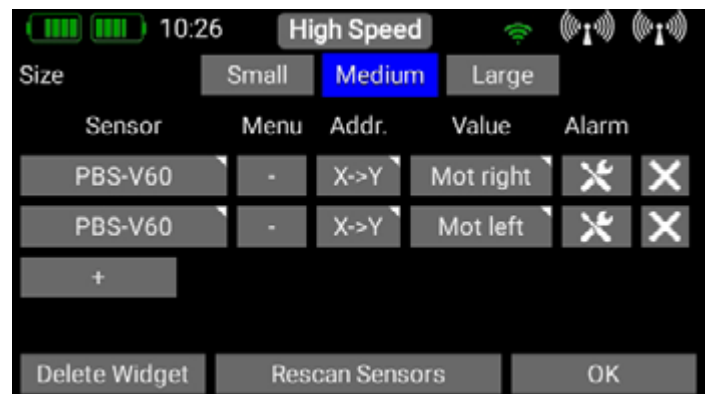 10:26 High Speed
Size Small Medium Large
Sensor Menu Addr. Value Alarm
PBS-V60 - X->Y Mot right
PBS-V60 - X->Y Mot left
+
Delete Widget Rescan Sensors OK